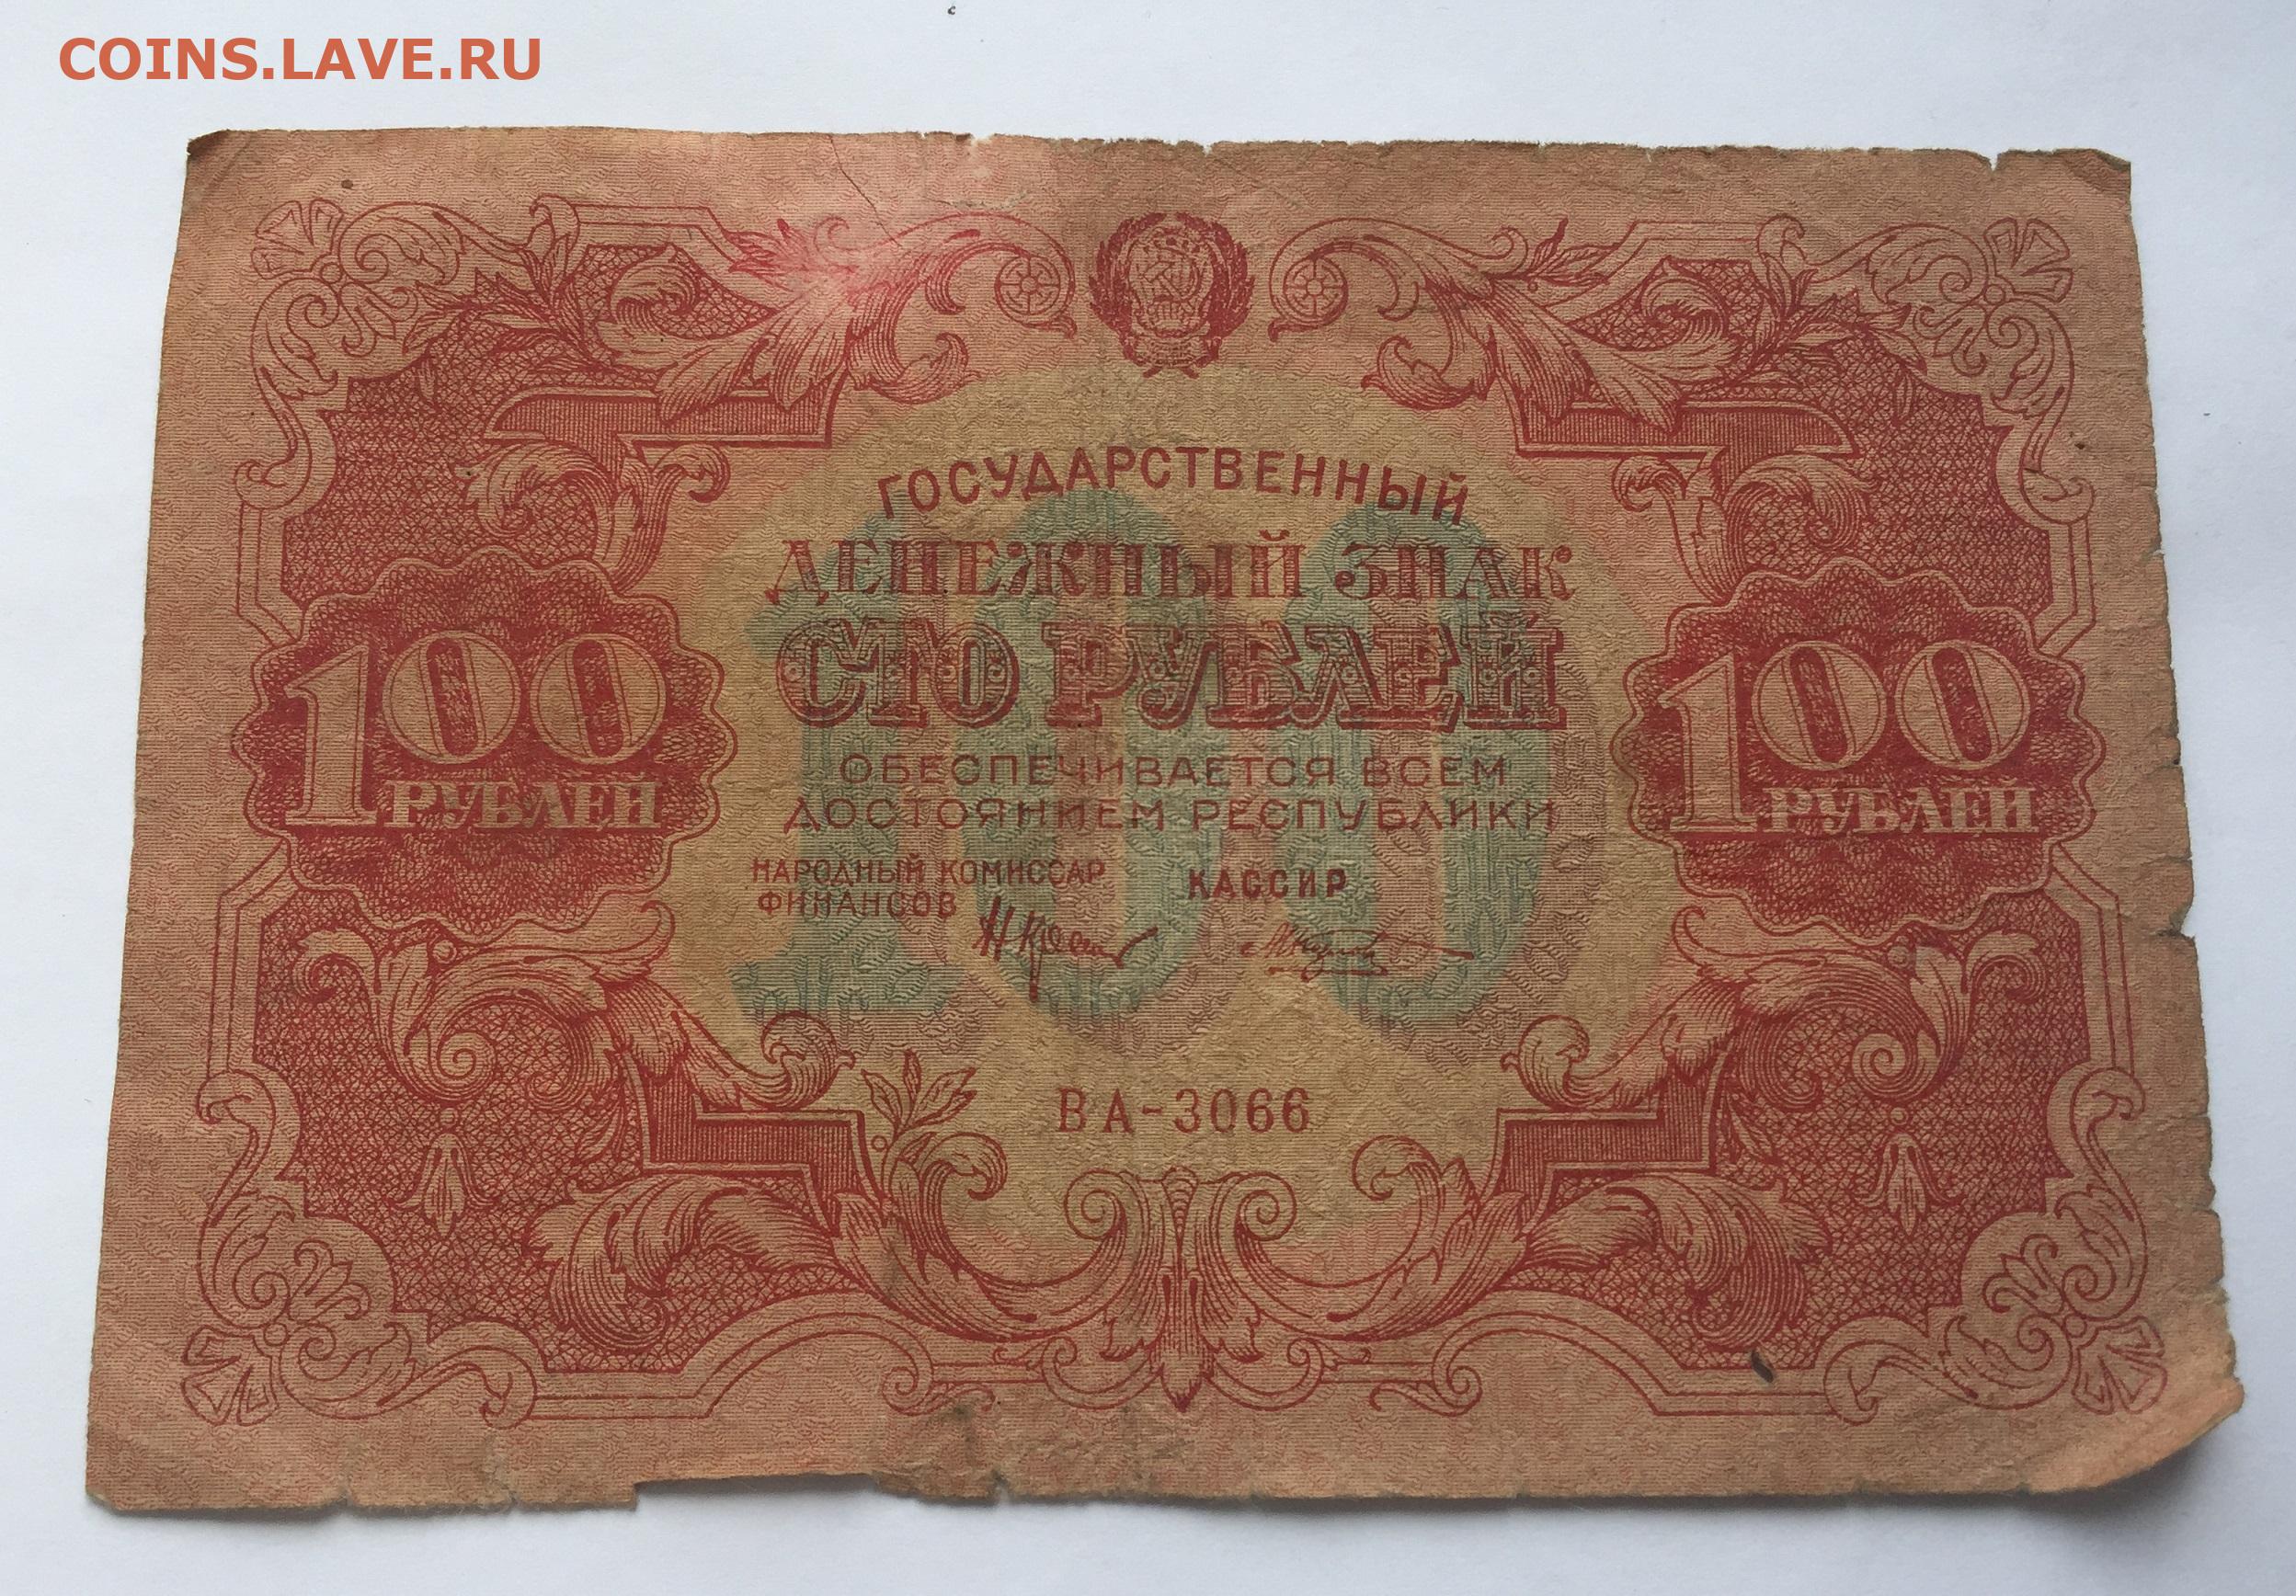 COINS.LAVE.RU
ГОСУДАРСТВЕННЫЙ
ДЕНЕЖНЫЙ ЗНАК
СТО РУБЛЕЙ
100
100
РУБЛЕЙ
100
РУБЛЕЙ
ОБЕСПЕЧИВАЕТСЯ ВСЕМ
ДОСТОЯНИЕМ РЕСПУБЛИКИ
НАРОДНЫЙ КОМИССАР
ФИНАНСОВ
КАССИР
ВА-3066